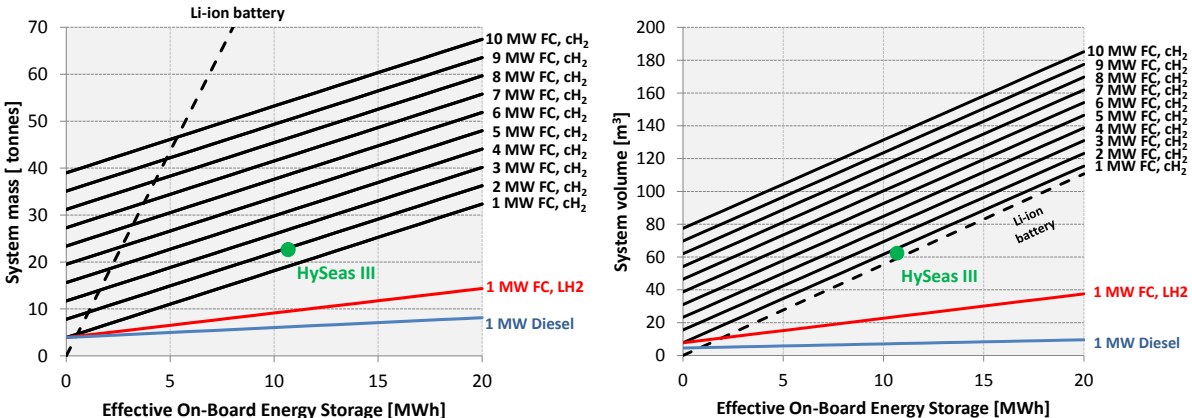 Li-ion battery
System mass [ tonnes]
70
60
50
40
30
20
10
0
0
5
10
15
20
Effective On-Board Energy Storage [MWh]
10 MW FC, cH₂
9 MW FC, cH₂
8 MW FC, cH₂
7 MW FC, cH₂
6 MW FC, cH₂
5 MW FC, cH₂
4 MW FC, cH₂
3 MW FC, cH₂
2 MW FC, cH₂
1 MW FC, cH₂
HySeas III
1 MW FC, LH2
1 MW Diesel
System volume [m³]
200
180
160
140
120
100
80
60
40
20
0
0
5
10
15
20
Effective On-Board Energy Storage [MWh]
10 MW FC, cH₂
9 MW FC, cH₂
8 MW FC, cH₂
7 MW FC, cH₂
6 MW FC, cH₂
5 MW FC, cH₂
4 MW FC, cH₂
3 MW FC, cH₂
2 MW FC, cH₂
1 MW FC, cH₂
Li-ion
battery
HySeas III
1 MW FC, LH2
1 MW Diesel